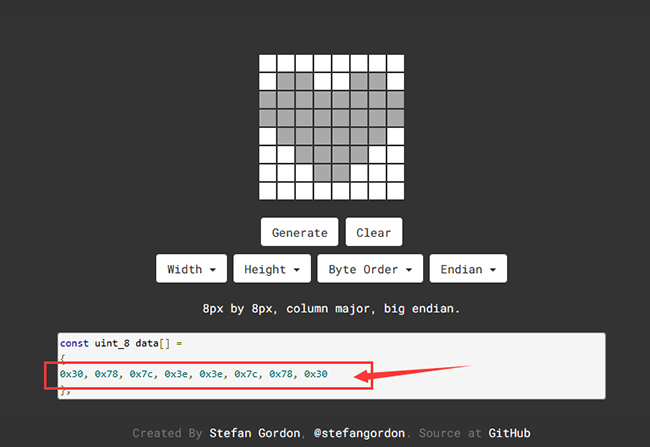 Generate Clear
Width Height Byte Order Endian
8px by 8px, column major, big endian.
const uint_8 data[] =
{
0x30, 0x78, 0x7c, 0x3e, 0x3e, 0x7c, 0x78, 0x30
};
Created By Stefan Gordon, @stefangordon. Source at GitHub